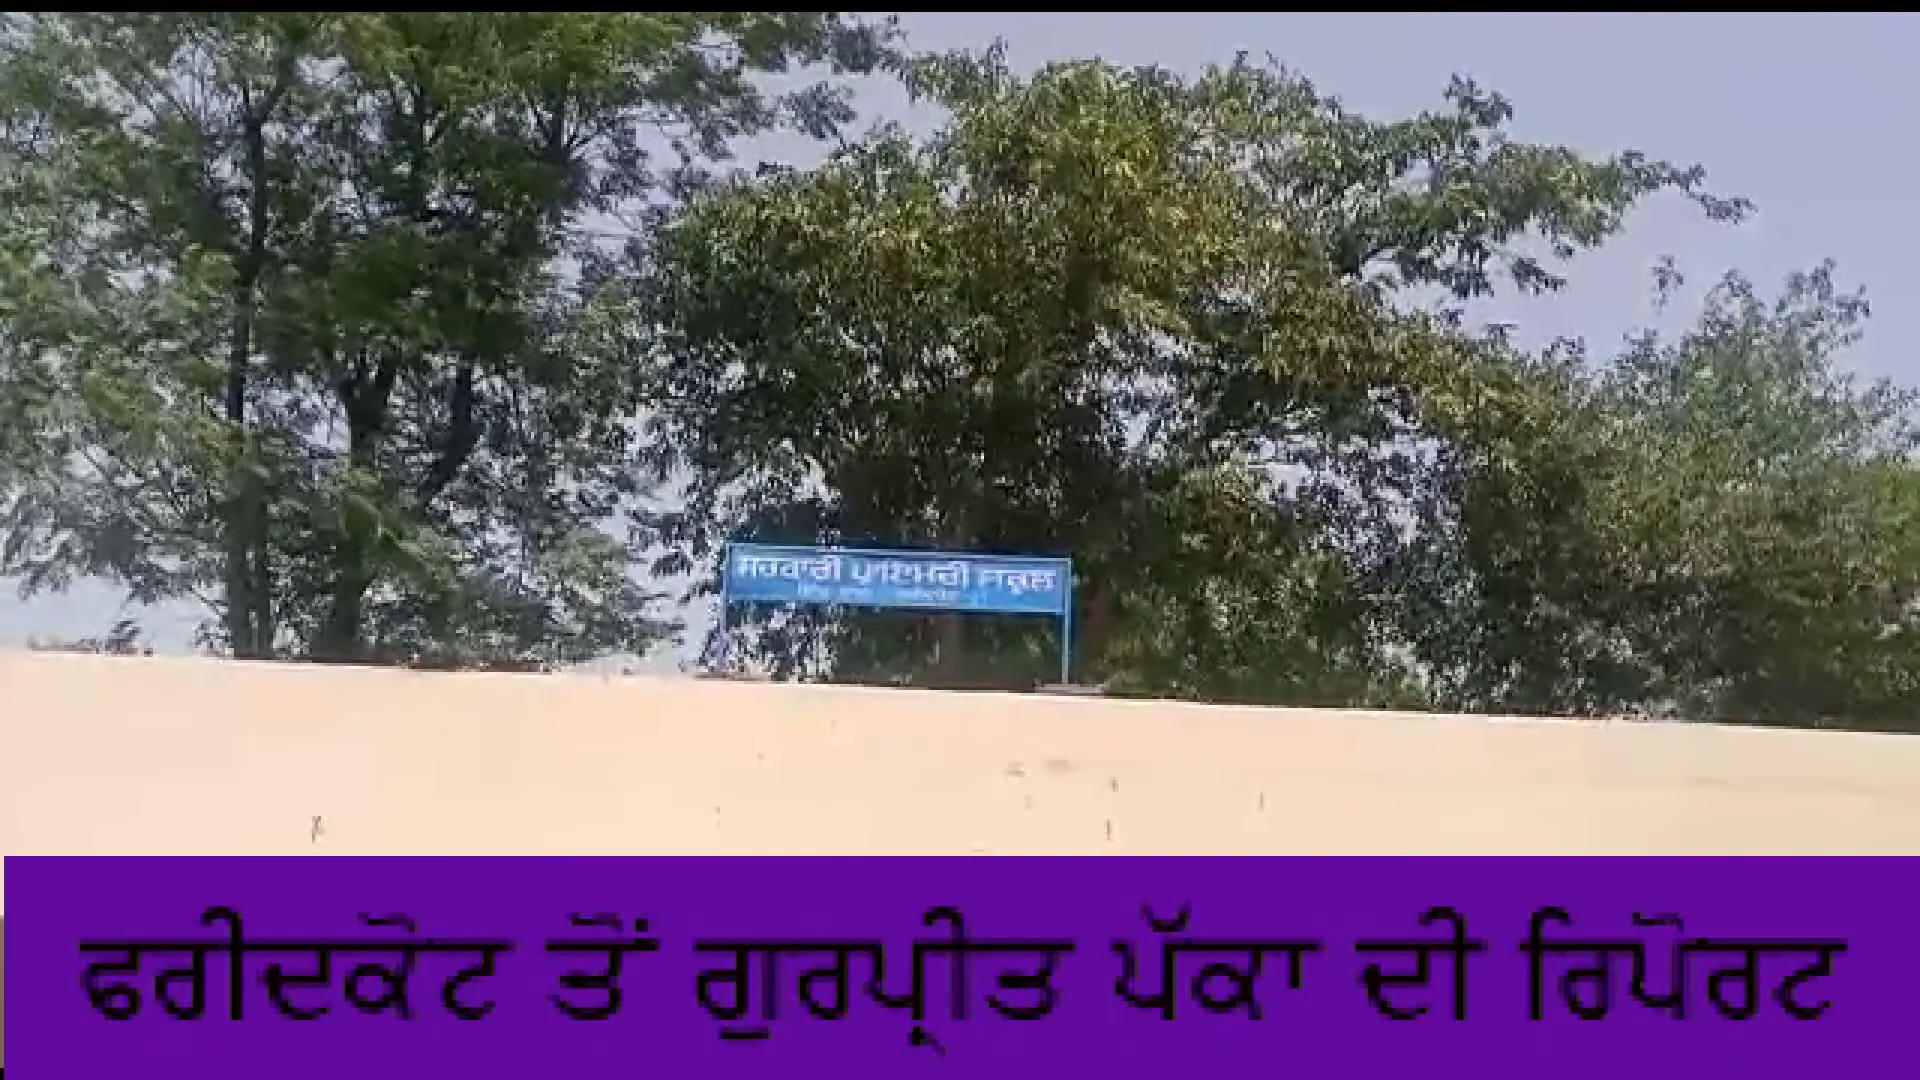 ਸਰਕਾਰੀ ਪ੍ਰਾਇਮਰੀ ਸਕੂਲ
ਫਰੀਦਕੋਟ ਤੋਂ ਗੁਰਪ੍ਰੀਤ ਪੱਕਾ ਦੀ ਰਿਪੋਰਟ